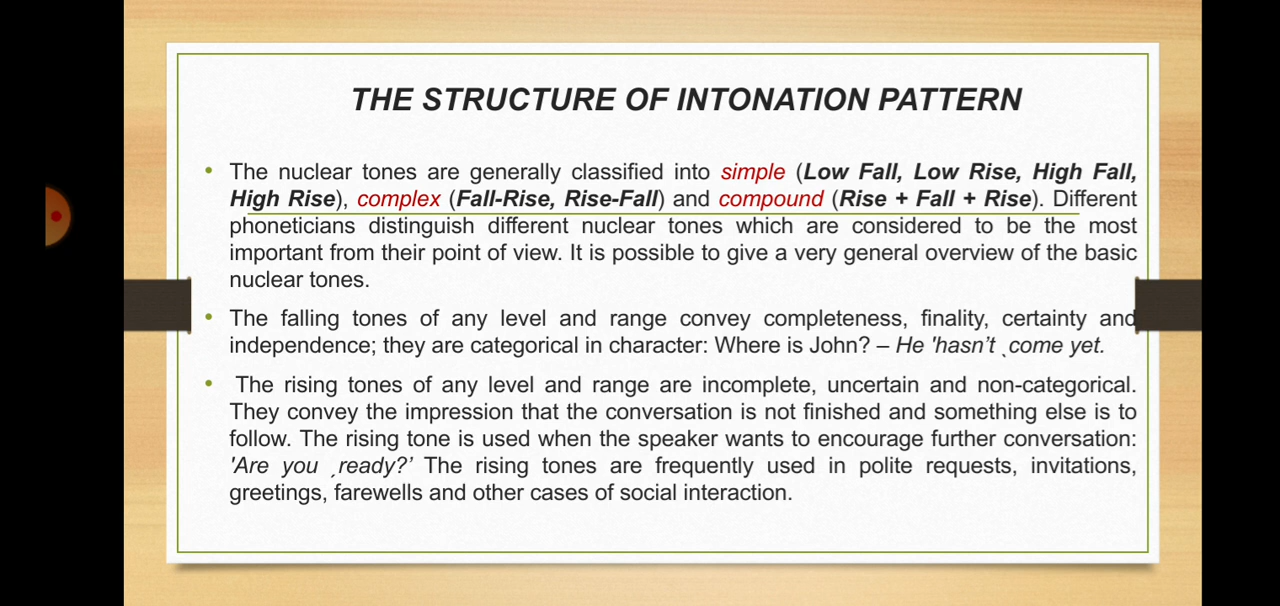 THE STRUCTURE OF INTONATION PATTERN
• The nuclear tones are generally classified into simple (Low Fall, Low Rise, High Fall,
High Rise), complex (Fall-Rise, Rise-Fall) and compound (Rise + Fall + Rise). Different
phoneticians distinguish different nuclear tones which are considered to be the most
important from their point of view. It is possible to give a very general overview of the basic
nuclear tones.
• The falling tones of any level and range convey completeness, finality, certainty and
independence; they are categorical in character: Where is John? – He 'hasn’t ˎcome yet.
• The rising tones of any level and range are incomplete, uncertain and non-categorical.
They convey the impression that the conversation is not finished and something else is to
follow. The rising tone is used when the speaker wants to encourage further conversation:
'Are you ˏready?’ The rising tones are frequently used in polite requests, invitations,
greetings, farewells and other cases of social interaction.